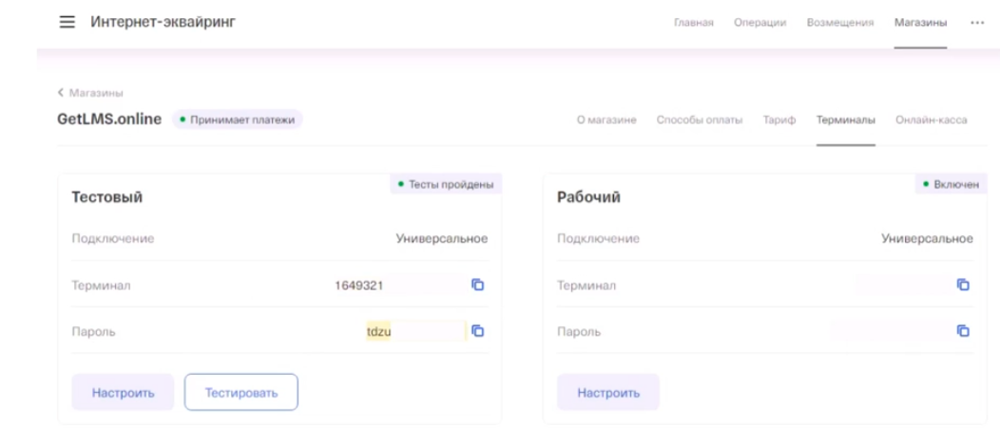 Интернет-эквайринг Главная Операции Возмещения Магазины ...
Магазины
GetLMS.online Принимает платежи О магазине Способы оплаты Тариф Терминалы Онлайн-касса
Тестовый Тесты пройдены
Подключение Универсальное
Терминал 1649321
Пароль tdzu
Настроить Тестировать
Рабочий Включен
Подключение Универсальное
Терминал
Пароль
Настроить